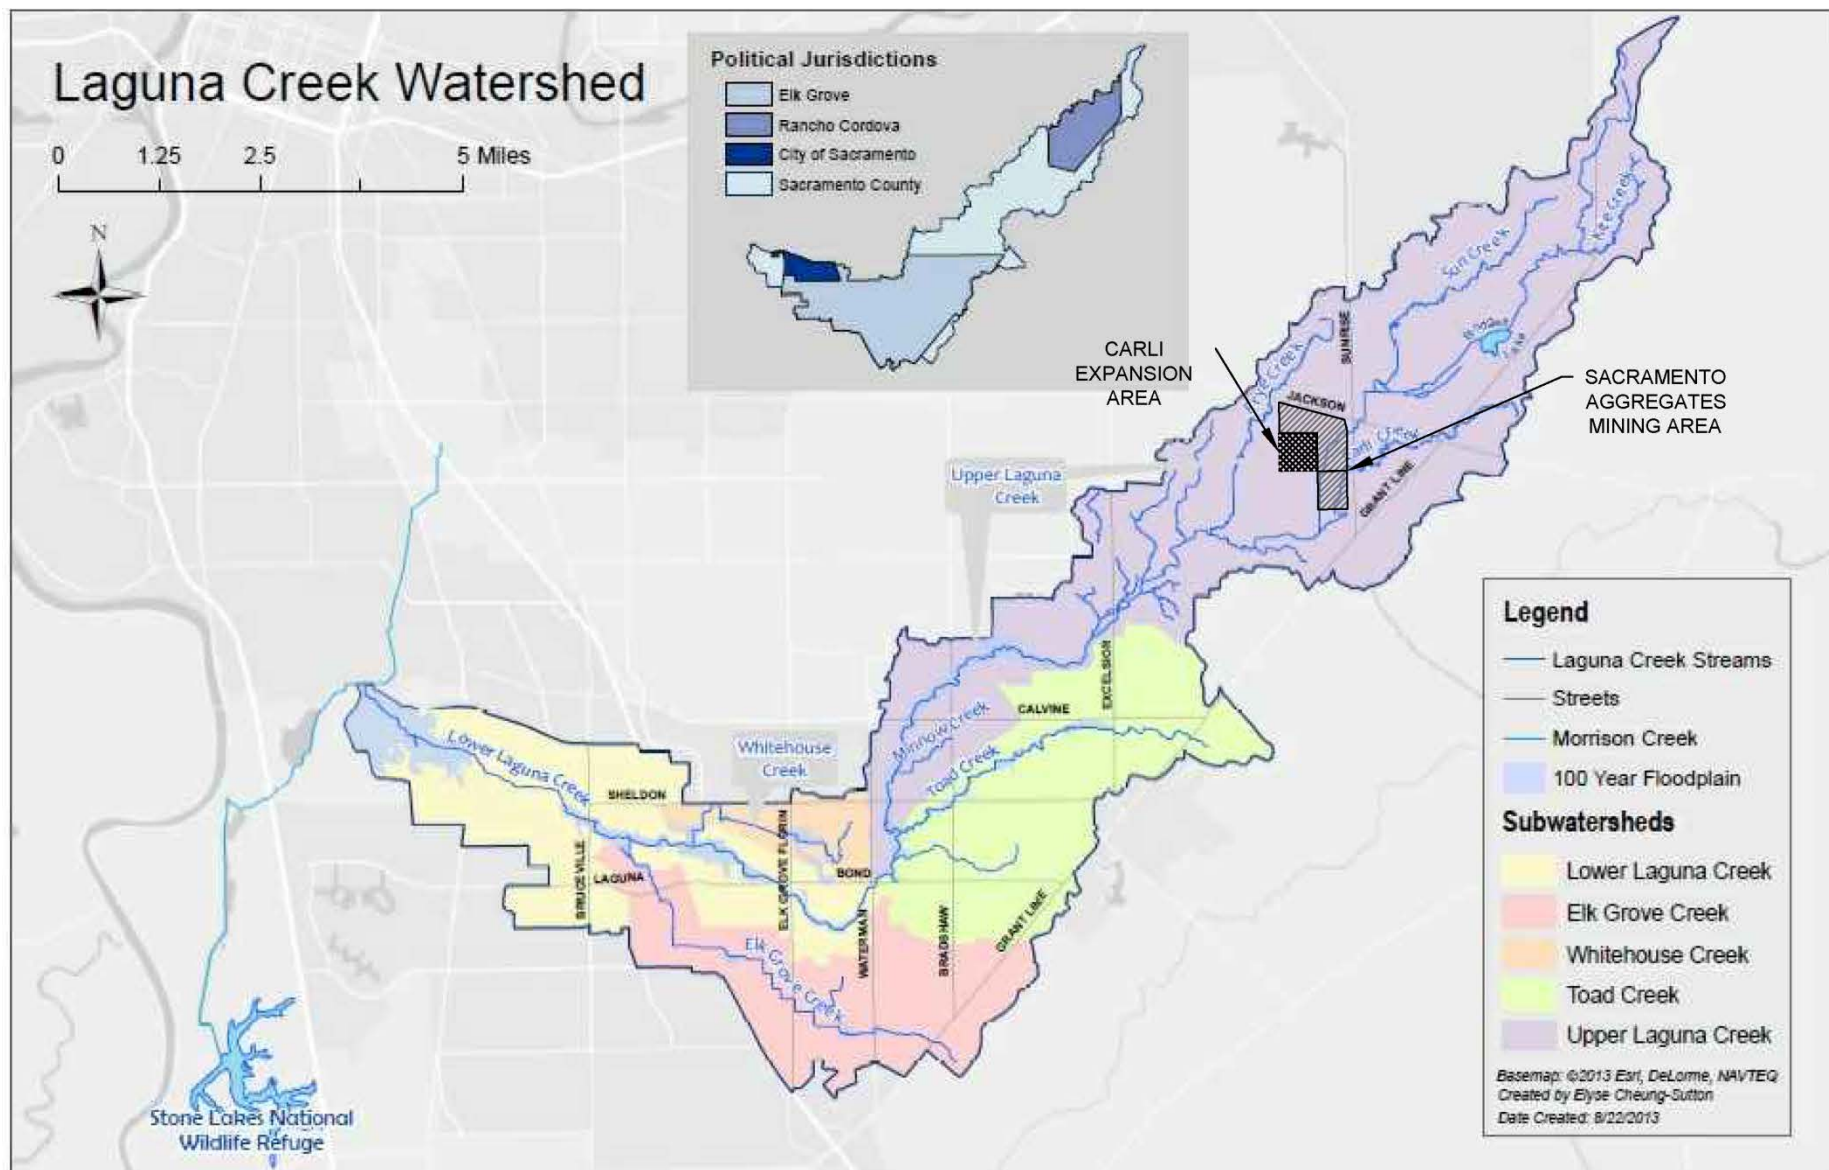 Laguna Creek Watershed
0 1.25 2.5 5 Miles
N
Political Jurisdictions
Elk Grove
Rancho Cordova
City of Sacramento
Sacramento County
CARLI
EXPANSION
AREA
SACRAMENTO
AGGREGATES
MINING AREA
Sun Creek
Kee Creek
SUNRISE
JACKSON
Creek
Creek
GRANT LINE
Upper Laguna
Creek
EXCELSION
CALVINE
Minnow Creek
Toad Creek
Whitehouse
Creek
Lower Laguna Creek
SHELDON
ELK GROVE FLORIN
BRUCEVILLE
LAGUNA
BOND
WATERMAN
BRADSHAW
GRANT LINE
Elk Grove Creek
Stone Lakes National
Wildlife Refuge
Legend
Laguna Creek Streams
Streets
Morrison Creek
100 Year Floodplain
Subwatersheds
Lower Laguna Creek
Elk Grove Creek
Whitehouse Creek
Toad Creek
Upper Laguna Creek
Basemap: ©2013 Esri, DeLorme, NAVTEQ
Created by Elyse Cheung-Sutton
Date Created: 8/22/2013